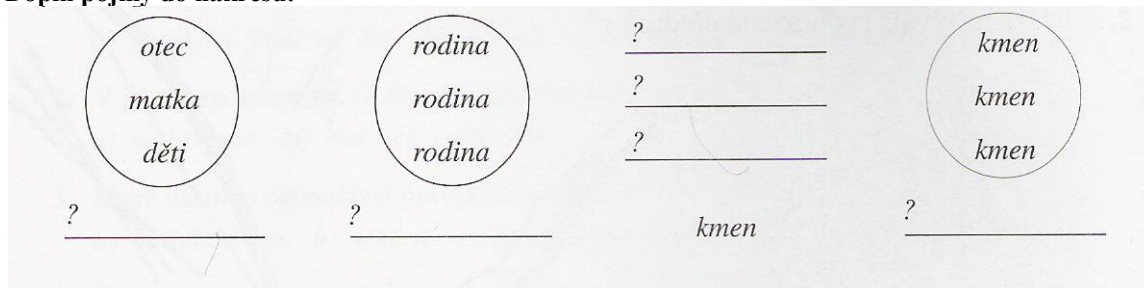 Doplň pojmy do nákresu:
otec
matka
děti
?
rodina
rodina
rodina
?
?
?
?
kmen
kmen
kmen
kmen
?